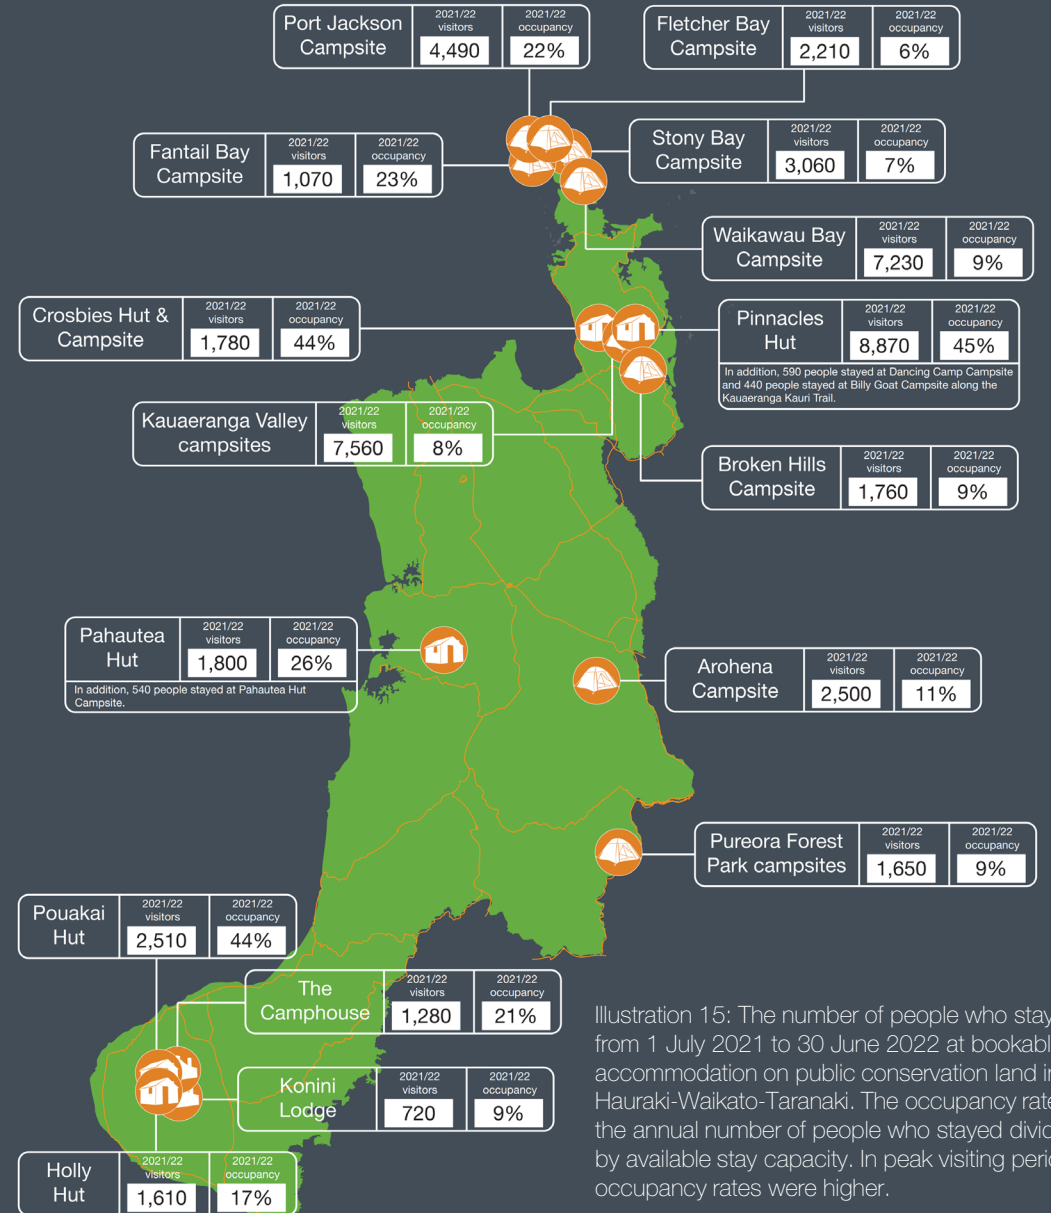 Port Jackson
Campsite
2021/22
visitors
4,490
2021/22
occupancy
22%
Fletcher Bay
Campsite
2021/22
visitors
2,210
2021/22
occupancy
6%
Fantail Bay
Campsite
2021/22
visitors
1,070
2021/22
occupancy
23%
Stony Bay
Campsite
2021/22
visitors
3,060
2021/22
occupancy
7%
Waikawau Bay
Campsite
2021/22
visitors
7,230
2021/22
occupancy
9%
Crosbies Hut &
Campsite
2021/22
visitors
1,780
2021/22
occupancy
44%
Pinnacles
Hut
2021/22
visitors
8,870
2021/22
occupancy
45%
In addition, 590 people stayed at Dancing Camp Campsite
and 440 people stayed at Billy Goat Campsite along the
Kauaeranga Kauri Trail.
Kauaeranga Valley
campsites
2021/22
visitors
7,560
2021/22
occupancy
8%
Broken Hills
Campsite
2021/22
visitors
1,760
2021/22
occupancy
9%
Pahautea
Hut
2021/22
visitors
1,800
2021/22
occupancy
26%
In addition, 540 people stayed at Pahautea Hut
Campsite.
Arohena
Campsite
2021/22
visitors
2,500
2021/22
occupancy
11%
Pureora Forest
Park campsites
2021/22
visitors
1,650
2021/22
occupancy
9%
Pouakai
Hut
2021/22
visitors
2,510
2021/22
occupancy
44%
The
Camphouse
2021/22
visitors
1,280
2021/22
occupancy
21%
Konini
Lodge
2021/22
visitors
720
2021/22
occupancy
9%
Holly
Hut
2021/22
visitors
1,610
2021/22
occupancy
17%
Illustration 15: The number of people who stay
from 1 July 2021 to 30 June 2022 at bookabl
accommodation on public conservation land in
Hauraki-Waikato-Taranaki. The occupancy rate
the annual number of people who stayed divid
by available stay capacity. In peak visiting peri
occupancy rates were higher.